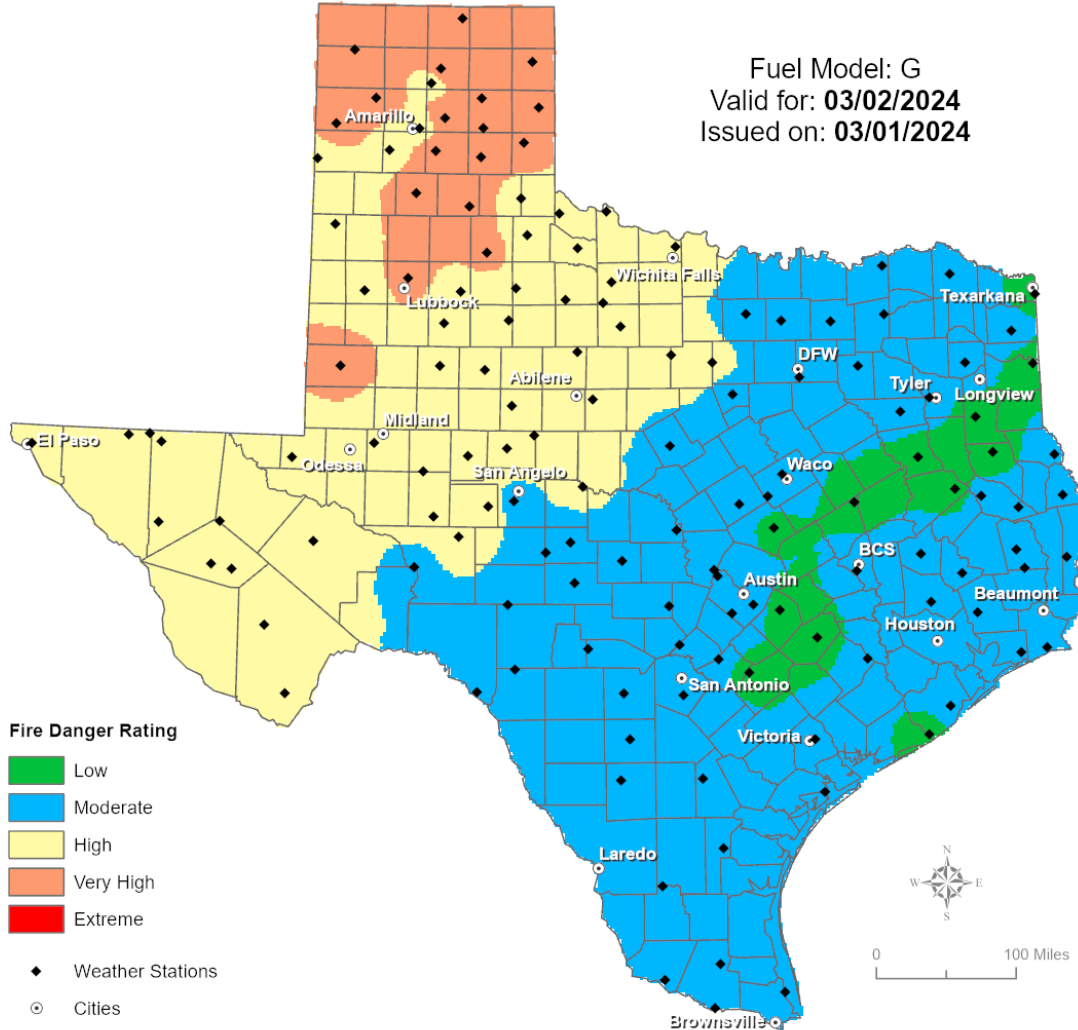 Fuel Model: G
Valid for: 03/02/2024
Issued on: 03/01/2024
Amarillo
Wichita Falls
Lubbock
Texarkana
DFW
Abilene
Tyler
Longview
Midland
El Paso
Odessa
San Angelo
Waco
BCS
Austin
Beaumont
Houston
San Antonio
Victoria
Laredo
Brownsville
Fire Danger Rating
Low
Moderate
High
Very High
Extreme
Weather Stations
Cities
N
W E
S
0 100 Miles